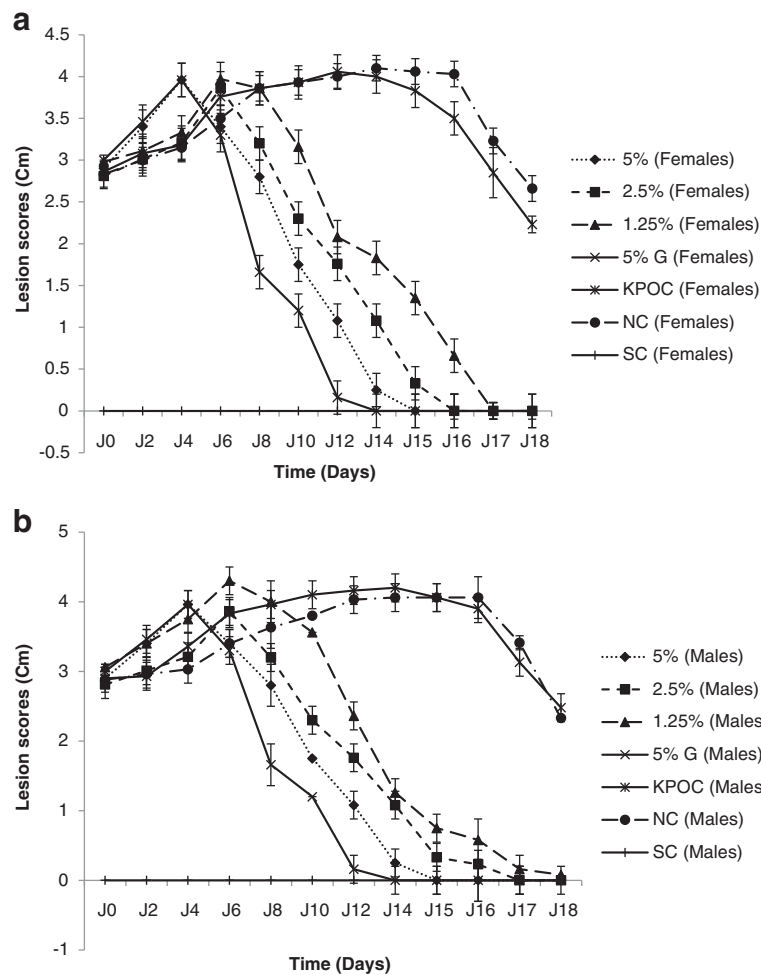 a
4.5
4
3.5
3
2.5
2
1.5
1
0.5
0
-0.5
Lesion scores (Cm)
J0 J2 J4 J6 J8 J10 J12 J14 J15 J16 J17 J18
Time (Days)
5% (Females)
2.5% (Females)
1.25% (Females)
5% G (Females)
KPOC (Females)
NC (Females)
SC (Females)
b
5
4
3
2
1
0
-1
Lesion scores (Cm)
J0 J2 J4 J6 J8 J10 J12 J14 J15 J16 J17 J18
Time (Days)
5% (Males)
2.5% (Males)
1.25% (Males)
5% G (Males)
KPOC (Males)
NC (Males)
SC (Males)